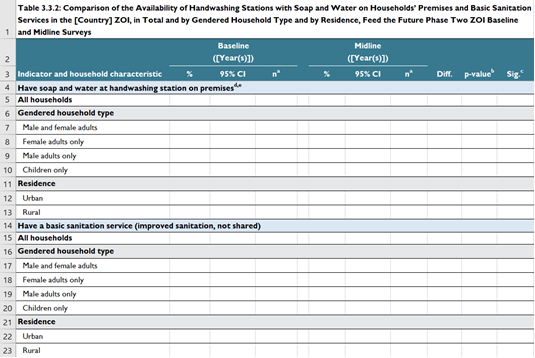 Table 3.3.2: Comparison of the Availability of Handwashing Stations with Soap and Water on Households' Premises and Basic Sanitation
Services in the [Country] ZOI, in Total and by Gendered Household Type and by Residence, Feed the Future Phase Two ZOI Baseline
1 and Midline Surveys
Baseline Midline
2 ([Year(s)]) ([Year(s)])
3 Indicator and household characteristic % 95% CI nᵃ % 95% CI nᵃ Diff. p-valueᵇ Sig.ᶜ
4 Have soap and water at handwashing station on premisesᵈ,ᵉ
5 All households
6 Gendered household type
7 Male and female adults
8 Female adults only
9 Male adults only
10 Children only
11 Residence
12 Urban
13 Rural
14 Have a basic sanitation service (improved sanitation, not shared)
15 All households
16 Gendered household type
17 Male and female adults
18 Female adults only
19 Male adults only
20 Children only
21 Residence
22 Urban
23 Rural